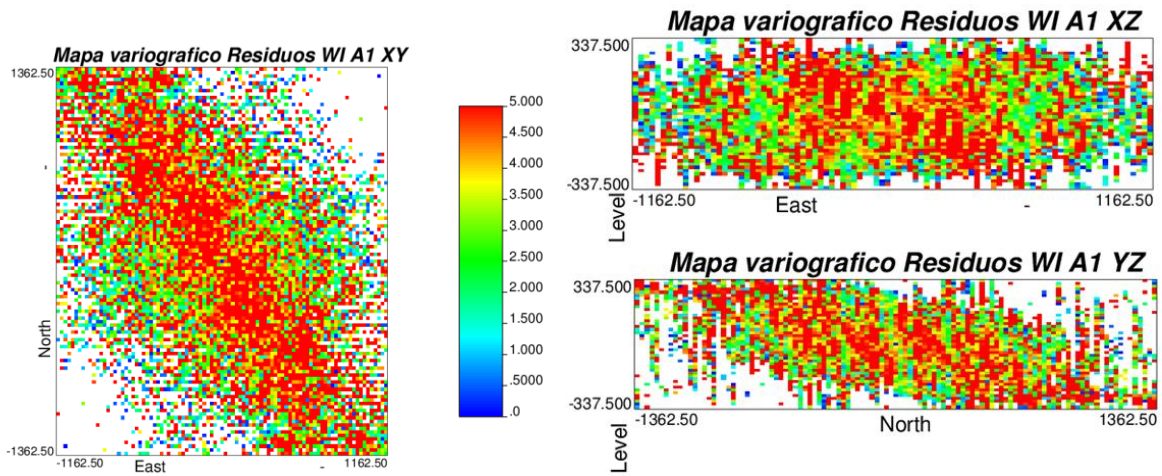 Mapa variografico Residuos WI A1 XY
1362.50
North
-
-1362.50
-1162.50
East
-
1162.50
5.000
4.500
4.000
3.500
3.000
2.500
2.000
1.500
1.000
.5000
.0
Mapa variografico Residuos WI A1 XZ
337.500
Level
-337.500
-1162.50
East
-
1162.50
Mapa variografico Residuos WI A1 YZ
337.500
Level
-337.500
-1362.50
North
1362.50